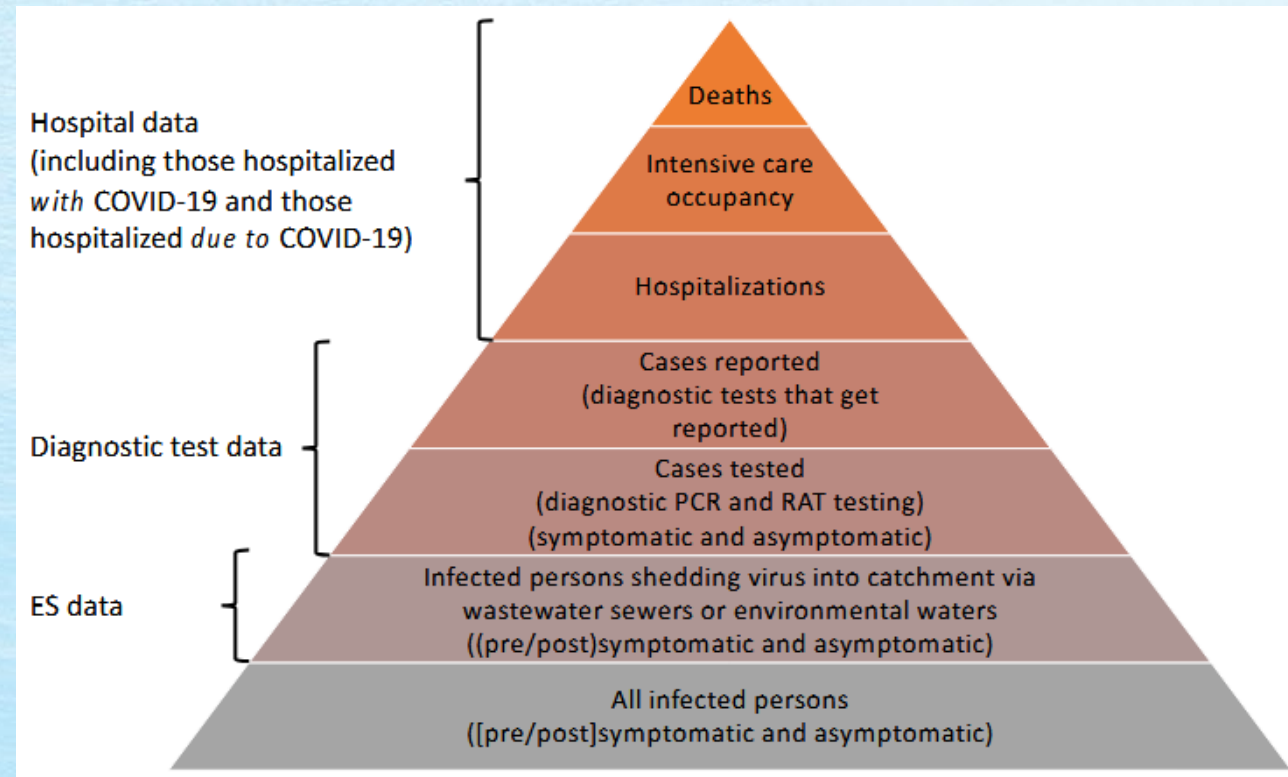 Deaths
Hospital data
(including those hospitalized
with COVID-19 and those
hospitalized due to COVID-19)
Intensive care
occupancy
Hospitalizations
Cases reported
(diagnostic tests that get
reported)
Diagnostic test data
Cases tested
(diagnostic PCR and RAT testing)
(symptomatic and asymptomatic)
ES data
Infected persons shedding virus into catchment via
wastewater sewers or environmental waters
((pre/post)symptomatic and asymptomatic)
All infected persons
([pre/post]symptomatic and asymptomatic)